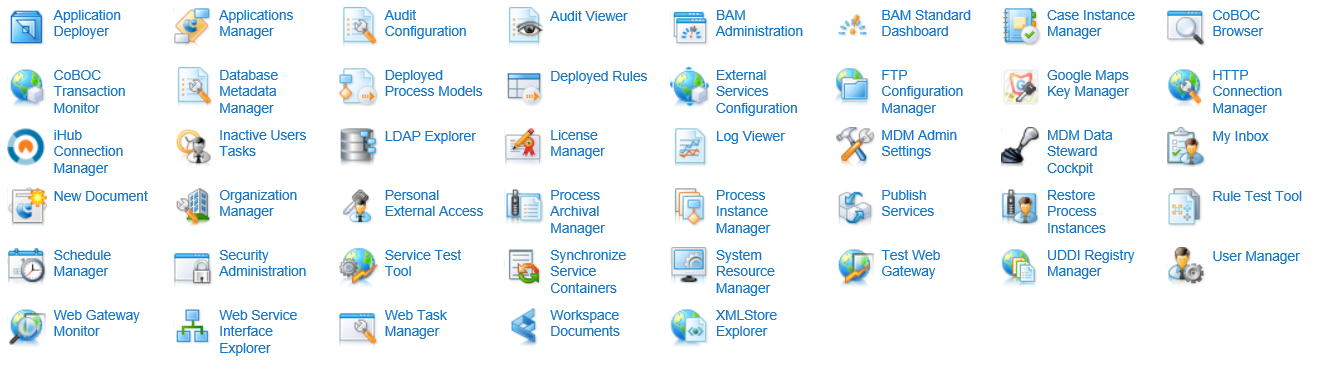 Application
Deployer
Applications
Manager
Audit
Configuration
Audit Viewer
BAM
Administration
BAM Standard
Dashboard
Case Instance
Manager
CoBOC
Browser
CoBOC
Transaction
Monitor
Database
Metadata
Manager
Deployed
Process Models
Deployed Rules
External
Services
Configuration
FTP
Configuration
Manager
Google Maps
Key Manager
HTTP
Connection
Manager
iHub
Connection
Manager
Inactive Users
Tasks
LDAP Explorer
License
Manager
Log Viewer
MDM Admin
Settings
MDM Data
Steward
Cockpit
My Inbox
New Document
Organization
Manager
Personal
External Access
Process
Archival
Manager
Process
Instance
Manager
Publish
Services
Restore
Process
Instances
Rule Test Tool
Schedule
Manager
Security
Administration
Service Test
Tool
Synchronize
Service
Containers
System
Resource
Manager
Test Web
Gateway
UDDI Registry
Manager
User Manager
Web Gateway
Monitor
Web Service
Interface
Explorer
Web Task
Manager
Workspace
Documents
XMLStore
Explorer